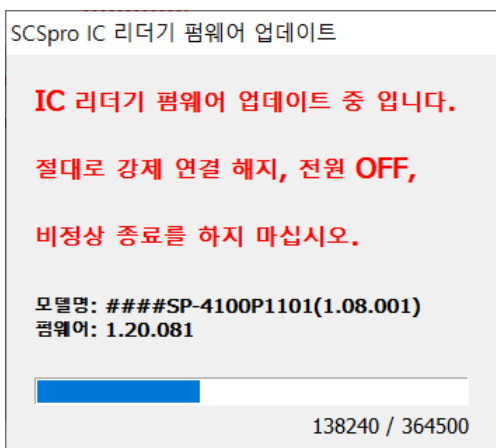 SCSpro IC 리더기 펌웨어 업데이트
IC 리더기 펌웨어 업데이트 중 입니다.
절대로 강제 연결 해지, 전원 OFF,
비정상 종료를 하지 마십시오.
모델명: ####SP-4100P1101(1.08.001)
펌웨어: 1.20.081
138240 / 364500